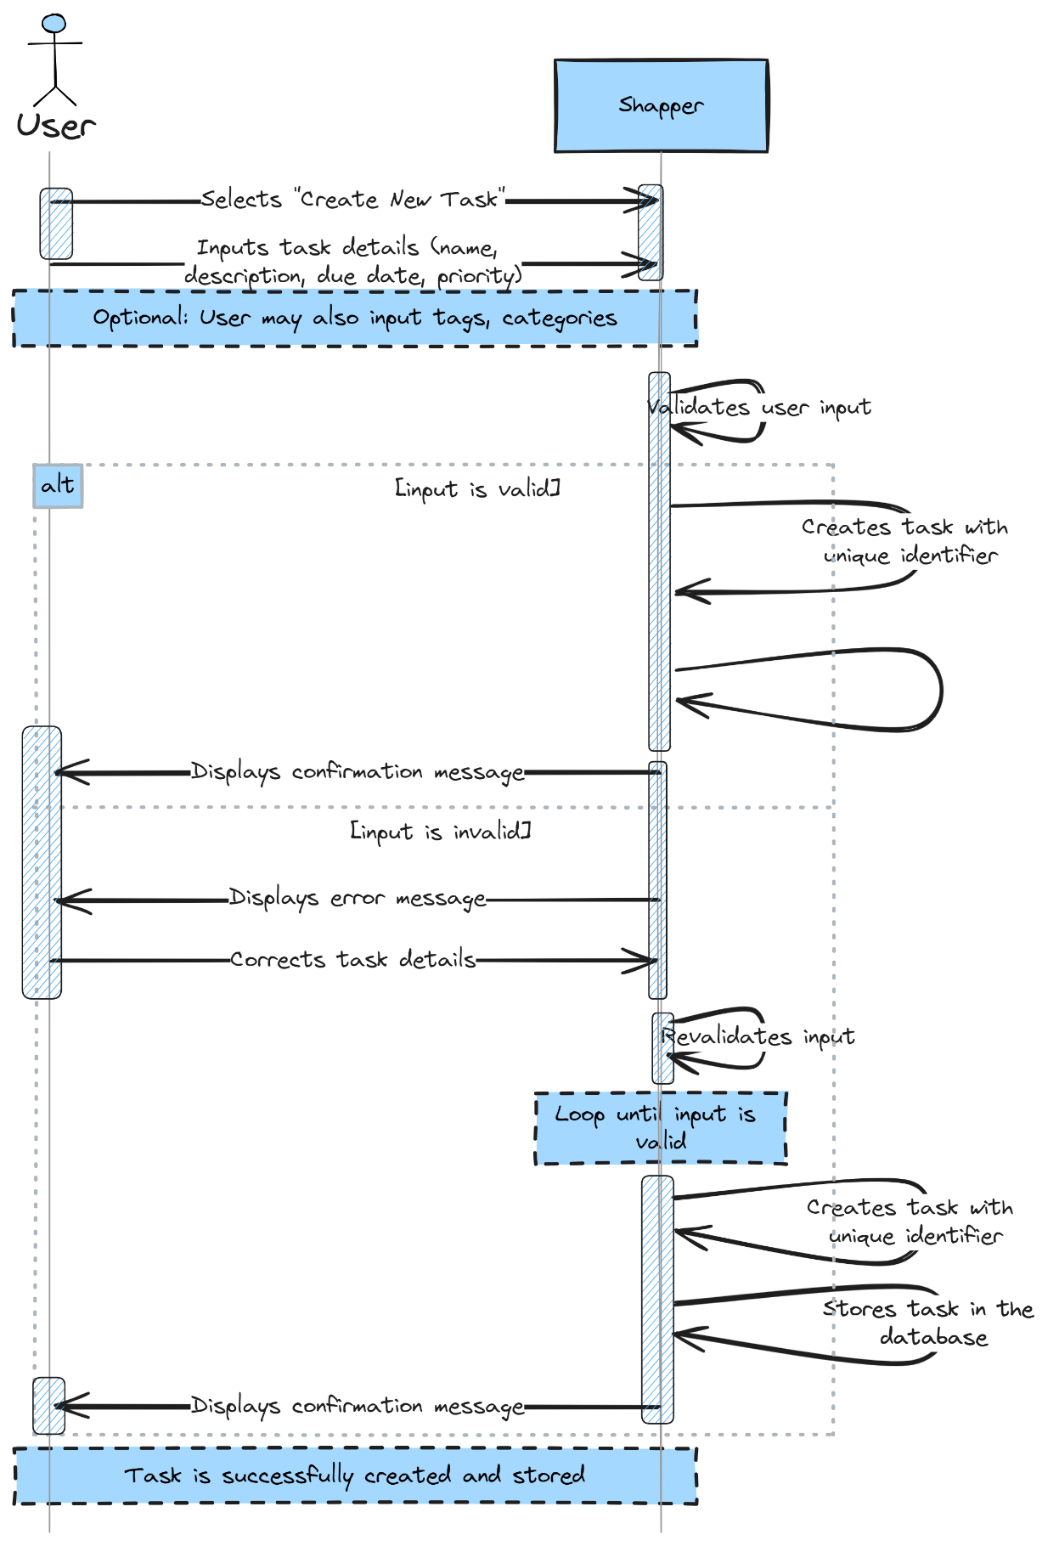 User
Shapper
Selects "Create New Task"
Inputs task details (name,
description, due date, priority)
Optional: User may also input tags, categories
Validates user input
alt
[input is valid]
Creates task with
unique identifier
Displays confirmation message
[input is invalid]
Displays error message
Corrects task details
Revalidates input
Loop until input is
valid
Creates task with
unique identifier
Stores task in the
database
Displays confirmation message
Task is successfully created and stored